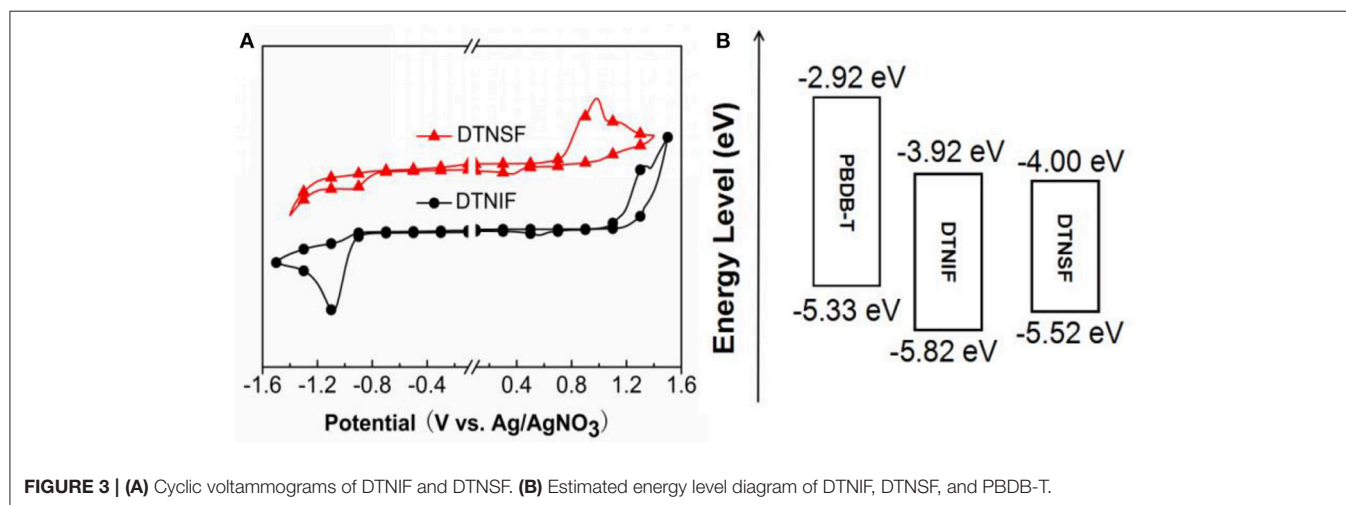 A
DTNSF
DTNIF
-1.6 -1.2 -0.8 -0.4 0.4 0.8 1.2 1.6
Potential (V vs. Ag/AgNO3)
B
Energy Level (eV)
-2.92 eV
PBDB-T
-5.33 eV
-3.92 eV
DTNIF
-5.82 eV
-4.00 eV
DTNSF
-5.52 eV
FIGURE 3 | (A) Cyclic voltammograms of DTNIF and DTNSF. (B) Estimated energy level diagram of DTNIF, DTNSF, and PBDB-T.